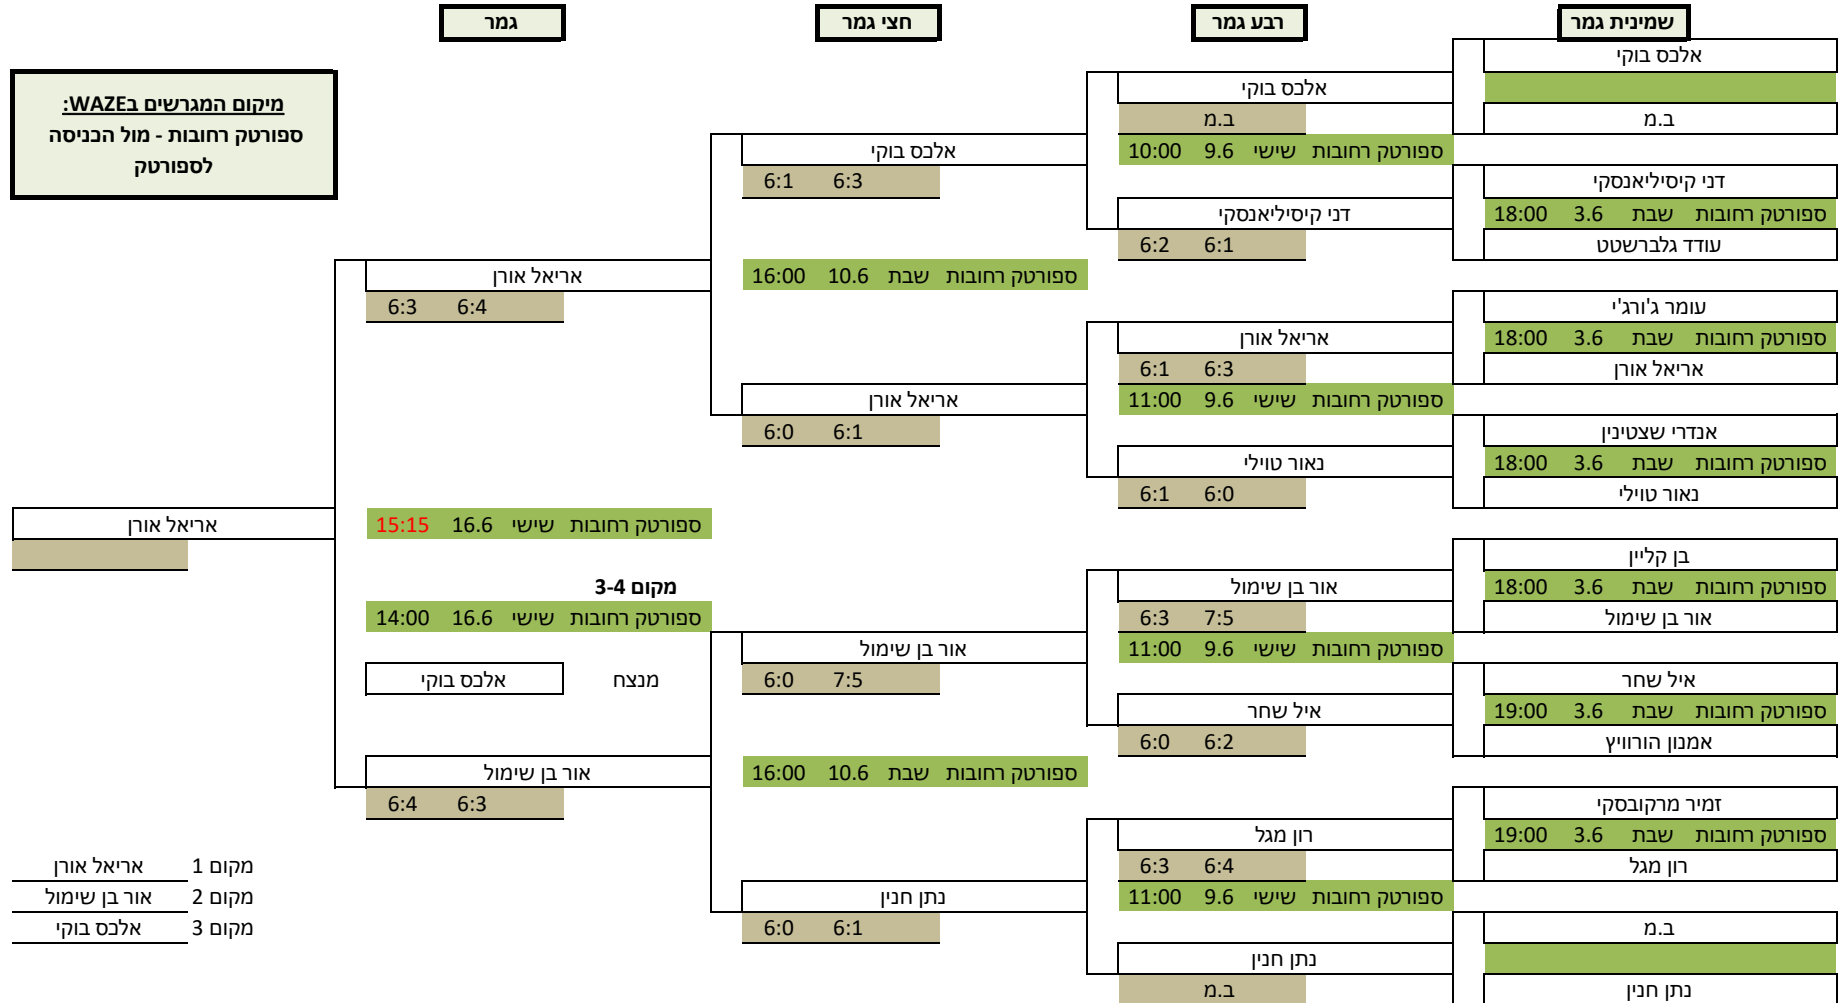 שמינית גמר
רבע גמר
חצי גמר
גמר
אלכס בוקי
ב.מ
דני קיסיליאנסקי
ספורטק רחובות שבת 3.6 18:00
עודד גלברשטט
עומר ג'ורג'י
ספורטק רחובות שבת 3.6 18:00
אריאל אורן
אנדרי שצטינין
ספורטק רחובות שבת 3.6 18:00
נאור טוילי
בן קליין
ספורטק רחובות שבת 3.6 18:00
אור בן שימול
איל שחר
ספורטק רחובות שבת 3.6 19:00
אמנון הורוויץ
זמיר מרקובסקי
ספורטק רחובות שבת 3.6 19:00
רון מגל
ב.מ
נתן חנין
אלכס בוקי
ב.מ
ספורטק רחובות שישי 9.6 10:00
דני קיסיליאנסקי
6:2 6:1
אריאל אורן
6:1 6:3
ספורטק רחובות שישי 9.6 11:00
נאור טוילי
6:1 6:0
אור בן שימול
6:3 7:5
ספורטק רחובות שישי 9.6 11:00
איל שחר
6:0 6:2
רון מגל
6:3 6:4
ספורטק רחובות שישי 9.6 11:00
נתן חנין
ב.מ
אלכס בוקי
6:1 6:3
ספורטק רחובות שבת 10.6 16:00
אריאל אורן
6:0 6:1
אור בן שימול
6:0 7:5
ספורטק רחובות שבת 10.6 16:00
נתן חנין
6:0 6:1
אריאל אורן
6:3 6:4
ספורטק רחובות שישי 16.6 15:15
מקום 3-4
ספורטק רחובות שישי 16.6 14:00
מנצח אלכס בוקי
אור בן שימול
6:4 6:3
מיקום המגרשים בWAZE:
ספורטק רחובות - מול הכניסה
לספורטק
אריאל אורן
מקום 1 אריאל אורן
מקום 2 אור בן שימול
מקום 3 אלכס בוקי